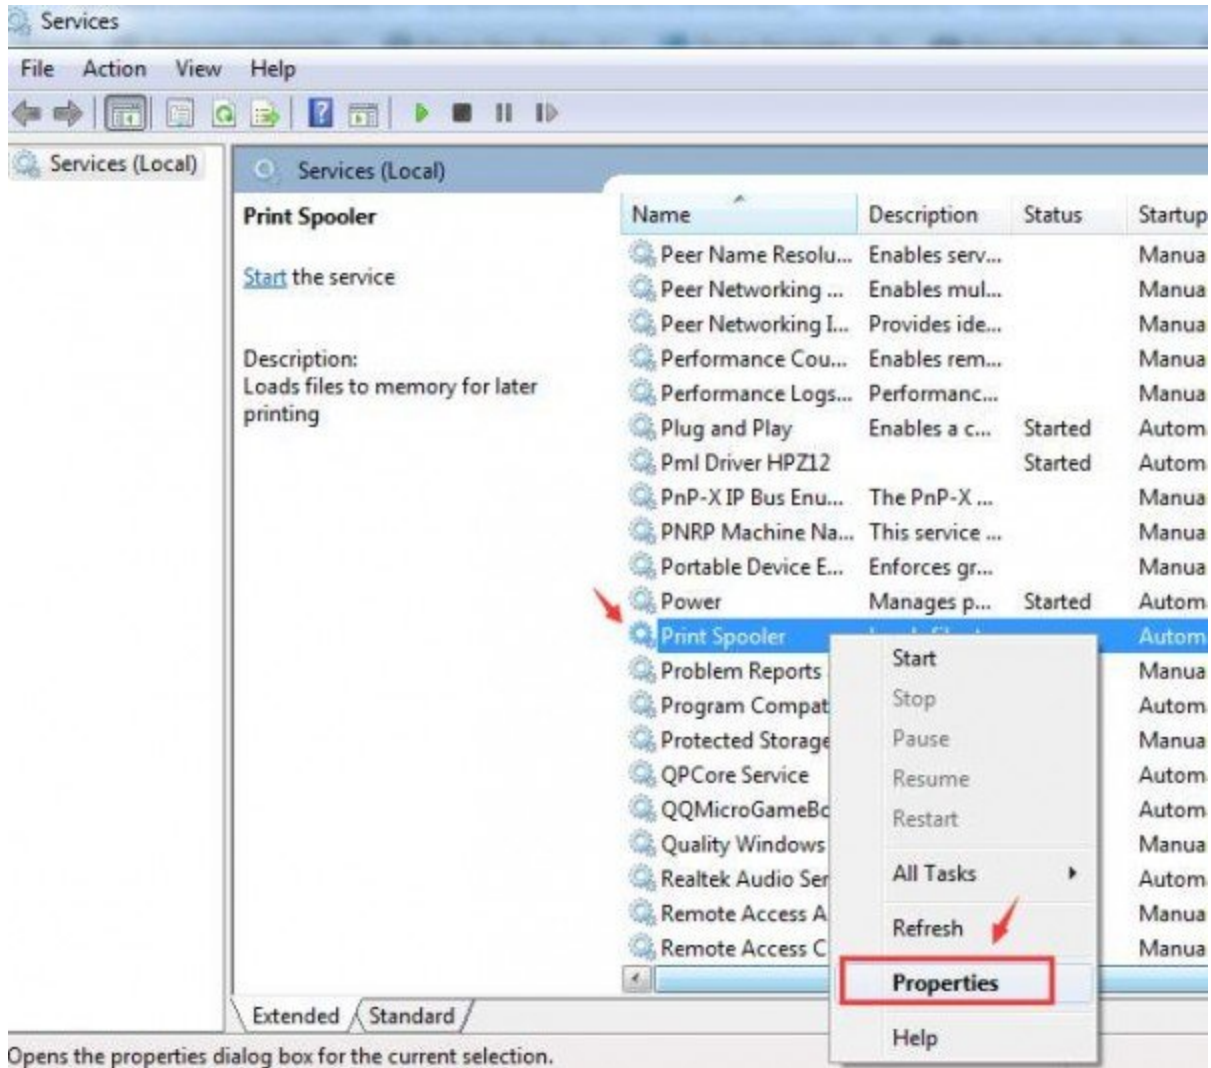 Services
File Action View Help
Services (Local)
Services (Local)
Print Spooler
Start the service
Description:
Loads files to memory for later
printing
Name Description Status Startup
Peer Name Resolu... Enables serv... Manua
Peer Networking ... Enables mul... Manua
Peer Networking I... Provides ide... Manua
Performance Cou... Enables rem... Manua
Performance Logs... Performanc... Manua
Plug and Play Enables a c... Started Autom
Pml Driver HPZ12 Started Autom
PnP-X IP Bus Enu... The PnP-X ... Manua
PNRP Machine Na... This service ... Manua
Portable Device E... Enforces gr... Manua
Power Manages p... Started Autom
Print Spooler Autom
Problem Reports Manua
Program Compat Autom
Protected Storage Manua
QPCore Service Autom
QQMicroGameBo Autom
Quality Windows Manua
Realtek Audio Ser Autom
Remote Access A Manua
Remote Access C Manua
Start
Stop
Pause
Resume
Restart
All Tasks
Refresh
Properties
Help
Extended Standard
Opens the properties dialog box for the current selection.